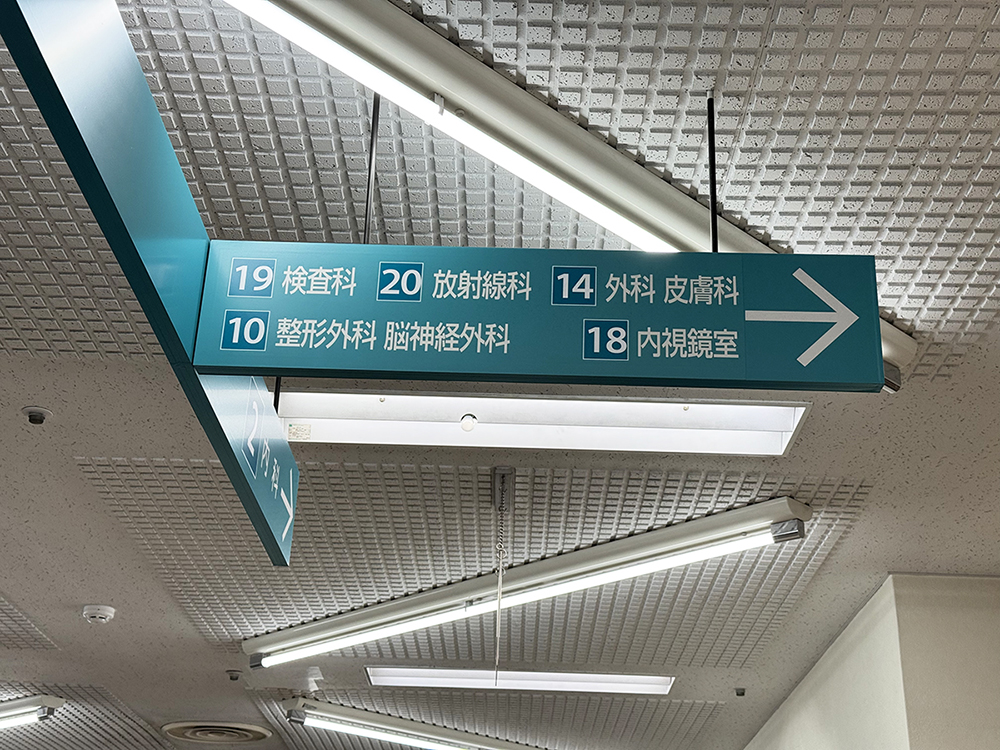 19 検査科 20 放射線科 14 外科 皮膚科 →
10 整形外科 脳神経外科 18 内視鏡室
2 内科